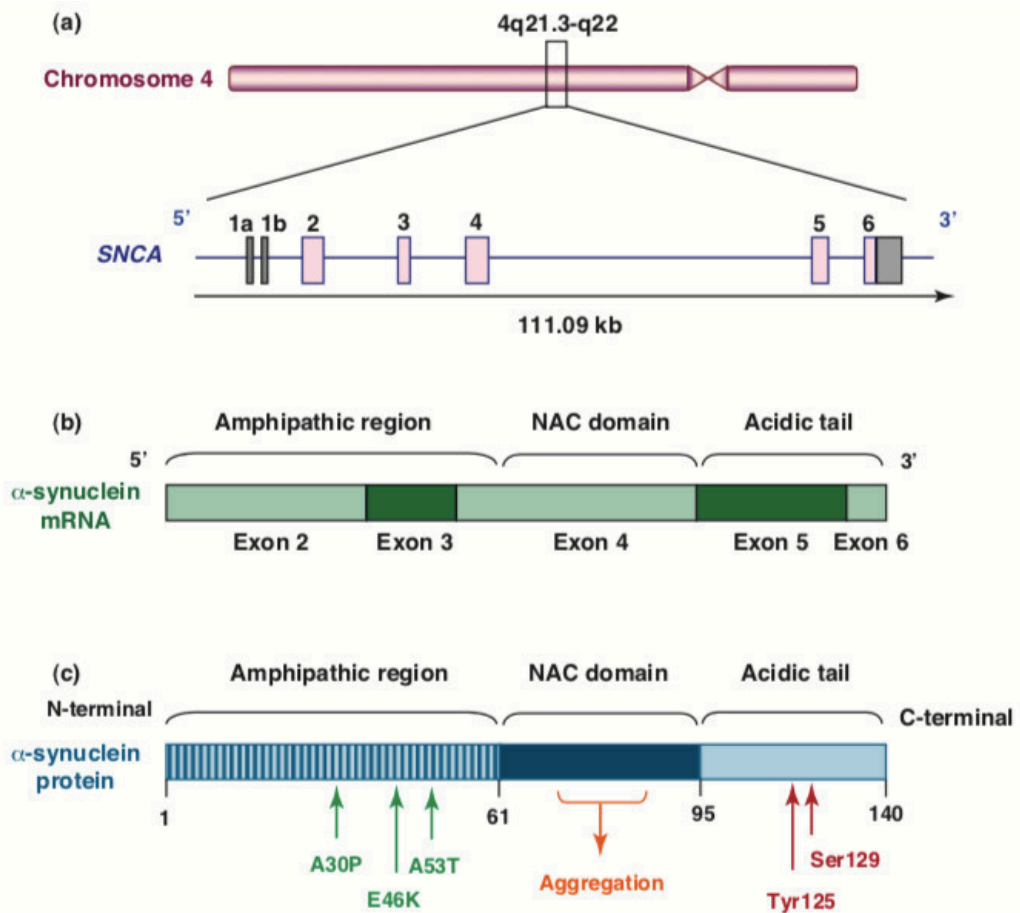 (a)
4q21.3-q22
Chromosome 4
5’ 3’
1a 1b 2 3 4 5 6
SNCA
111.09 kb
(b)
Amphipathic region NAC domain Acidic tail
5’ 3’
α-synuclein
mRNA
Exon 2 Exon 3 Exon 4 Exon 5 Exon 6
(c)
Amphipathic region NAC domain Acidic tail
N-terminal C-terminal
α-synuclein
protein
1 61 95 140
A30P A53T Ser129
E46K Aggregation Tyr125